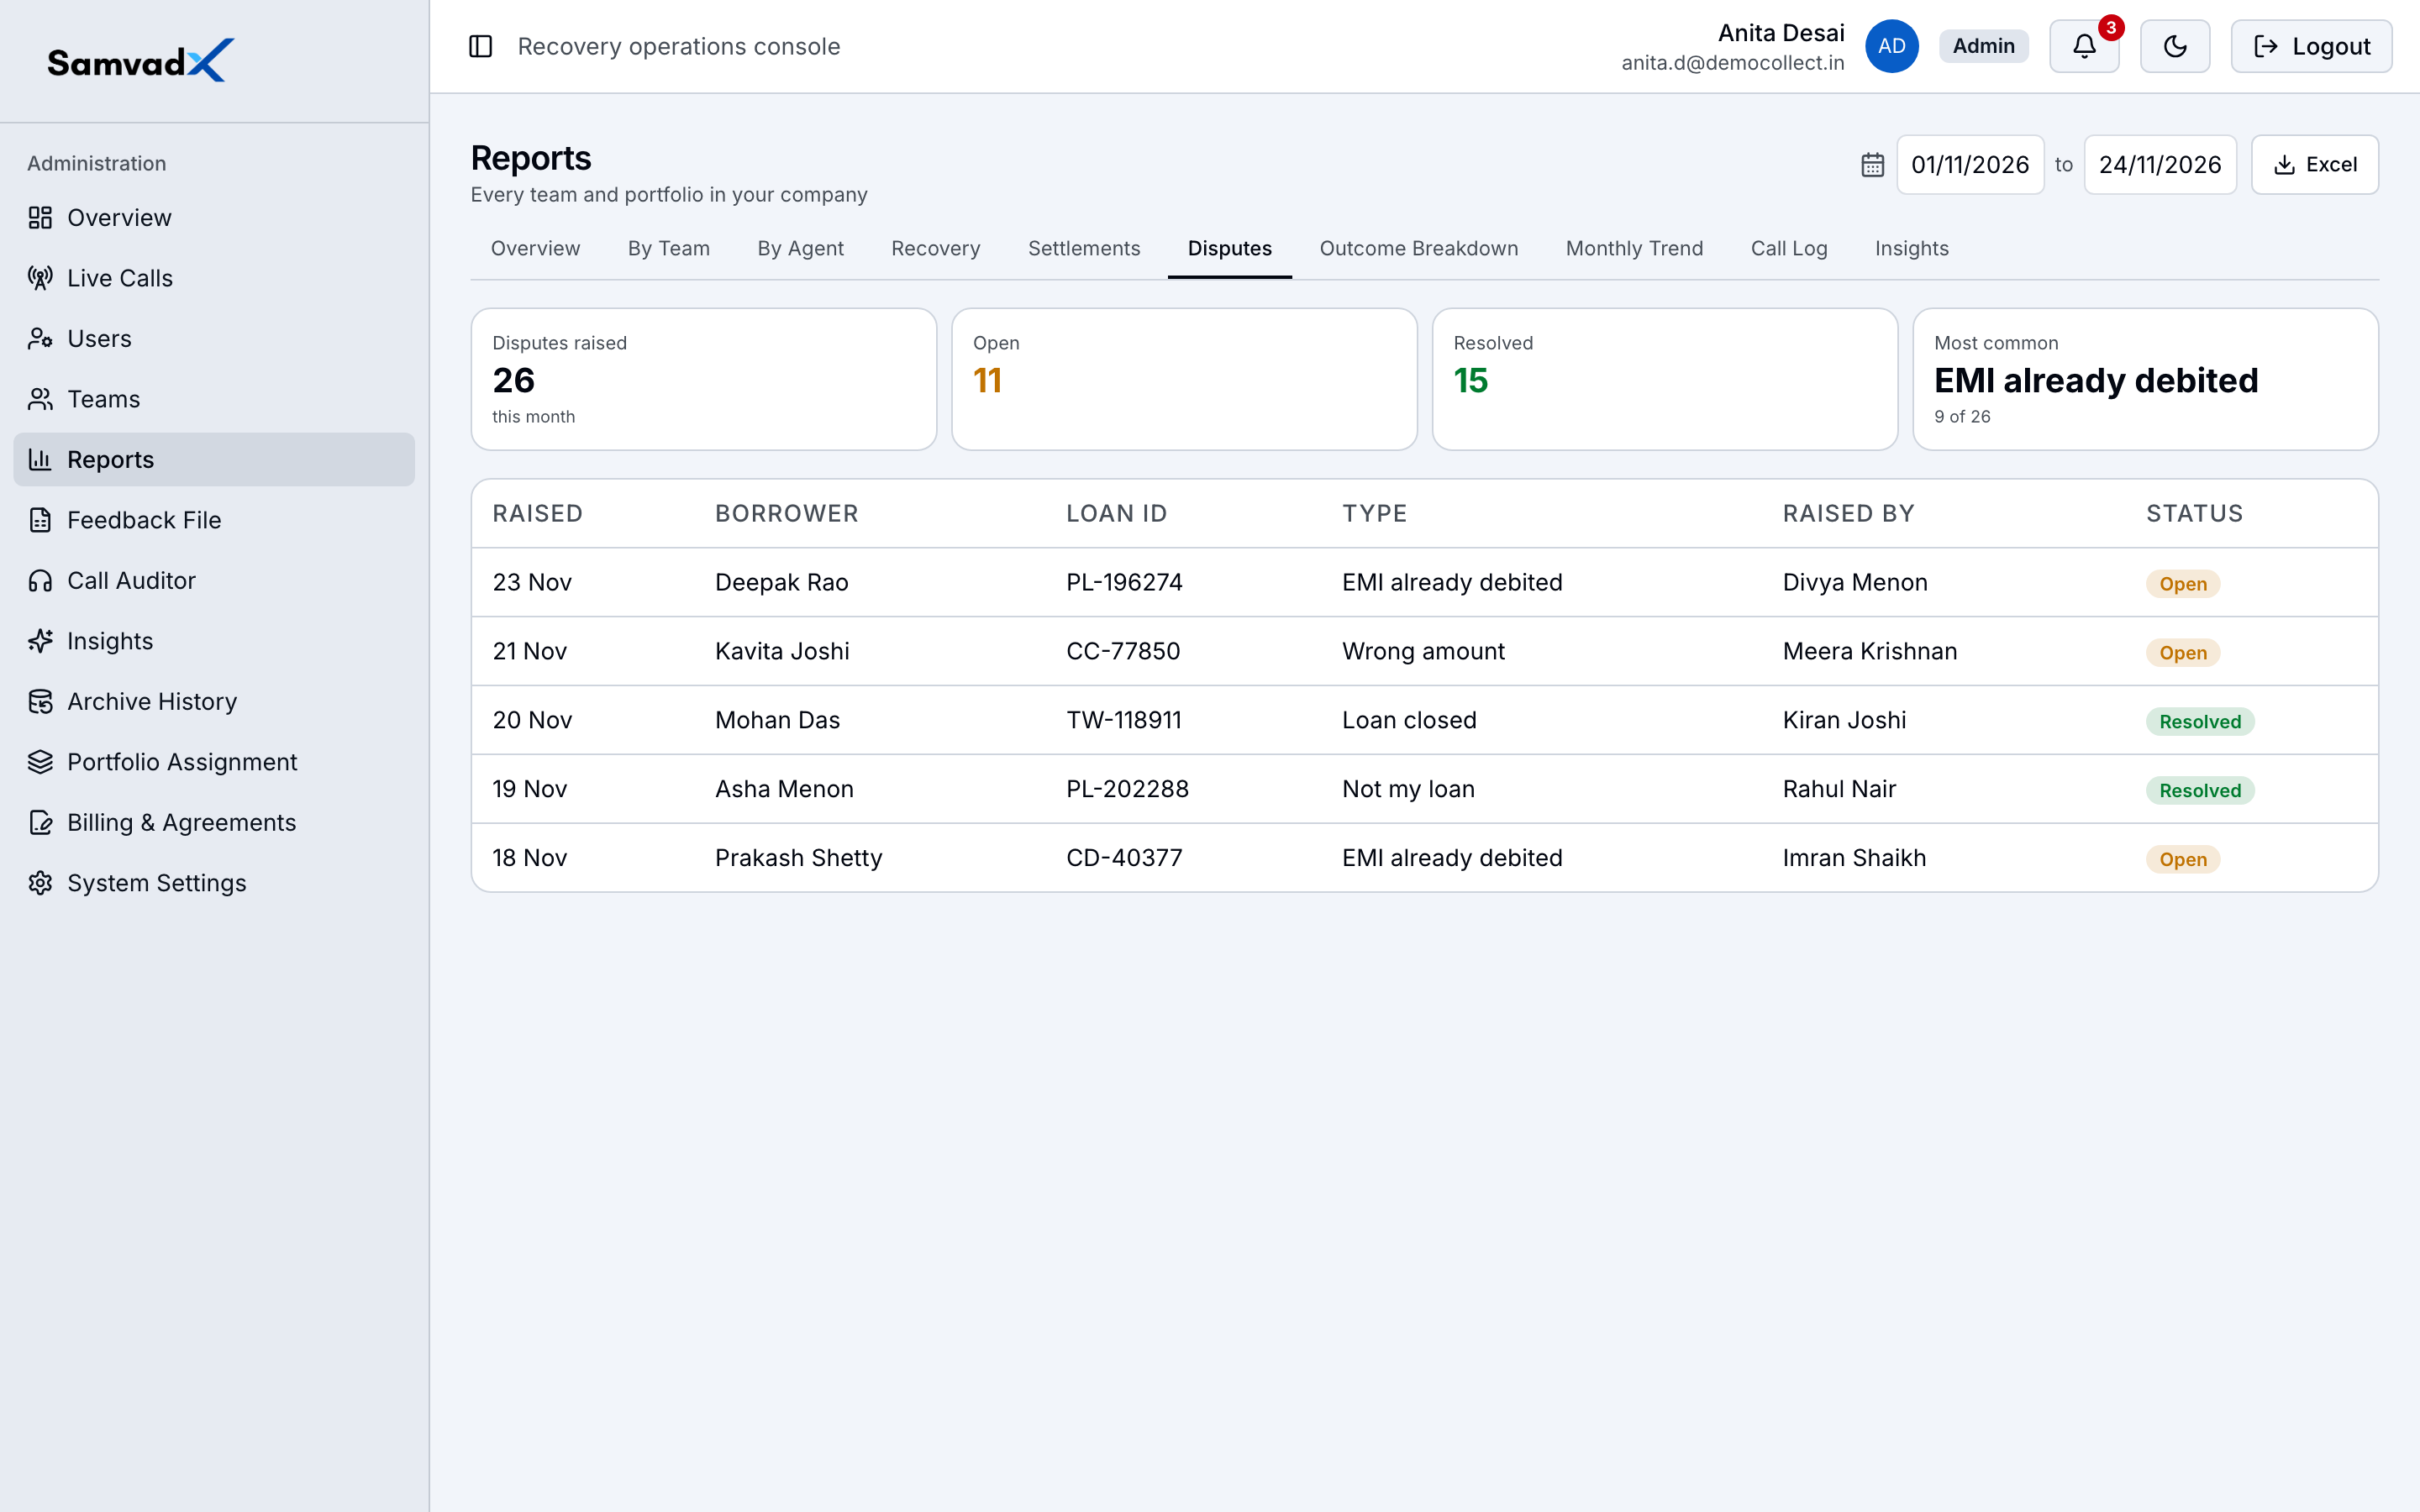 SamvadX
Recovery operations console
Anita Desai
anita.d@democollect.in
AD
Admin
3
Logout
Administration
Overview
Live Calls
Users
Teams
Reports
Feedback File
Call Auditor
Insights
Archive History
Portfolio Assignment
Billing & Agreements
System Settings
Reports
Every team and portfolio in your company
01/11/2026 to 24/11/2026 Excel
Overview By Team By Agent Recovery Settlements Disputes Outcome Breakdown Monthly Trend Call Log Insights
Disputes raised
26
this month
Open
11
Resolved
15
Most common
EMI already debited
9 of 26
RAISED BORROWER LOAN ID TYPE RAISED BY STATUS
23 Nov Deepak Rao PL-196274 EMI already debited Divya Menon Open
21 Nov Kavita Joshi CC-77850 Wrong amount Meera Krishnan Open
20 Nov Mohan Das TW-118911 Loan closed Kiran Joshi Resolved
19 Nov Asha Menon PL-202288 Not my loan Rahul Nair Resolved
18 Nov Prakash Shetty CD-40377 EMI already debited Imran Shaikh Open